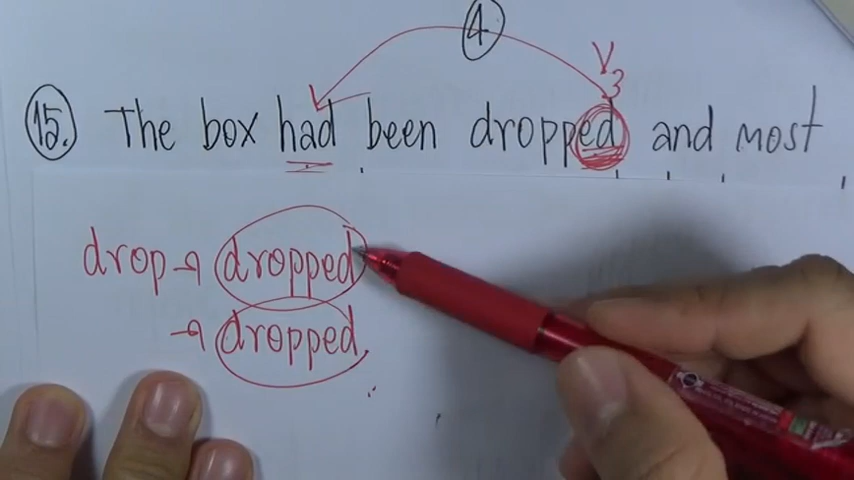 4
V3
15. The box had been dropped and most
drop → dropped
→ dropped